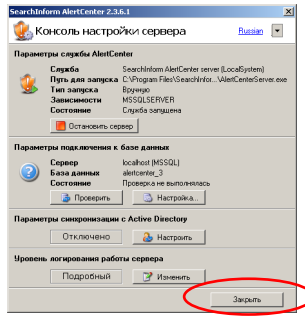 SearchInform AlertCenter 2.3.6.1
Консоль настройки сервера Russian
Параметры службы AlertCenter
Служба SearchInform AlertCenter server (LocalSystem)
Путь для запуска C:\Program Files\SearchInfor...\AlertCenterServer.exe
Тип запуска Вручную
Зависимости MSSQLSERVER
Состояние Служба запущена
Остановить сервер
Параметры подключения к базе данных
Сервер localhost (MSSQL)
База данных alertcenter_3
Состояние Проверка не выполнялась
Проверить Настройка...
Параметры синхронизации с Active Directory
Отключено Настроить
Уровень логирования работы сервера
Подробный Изменить
Закрыть